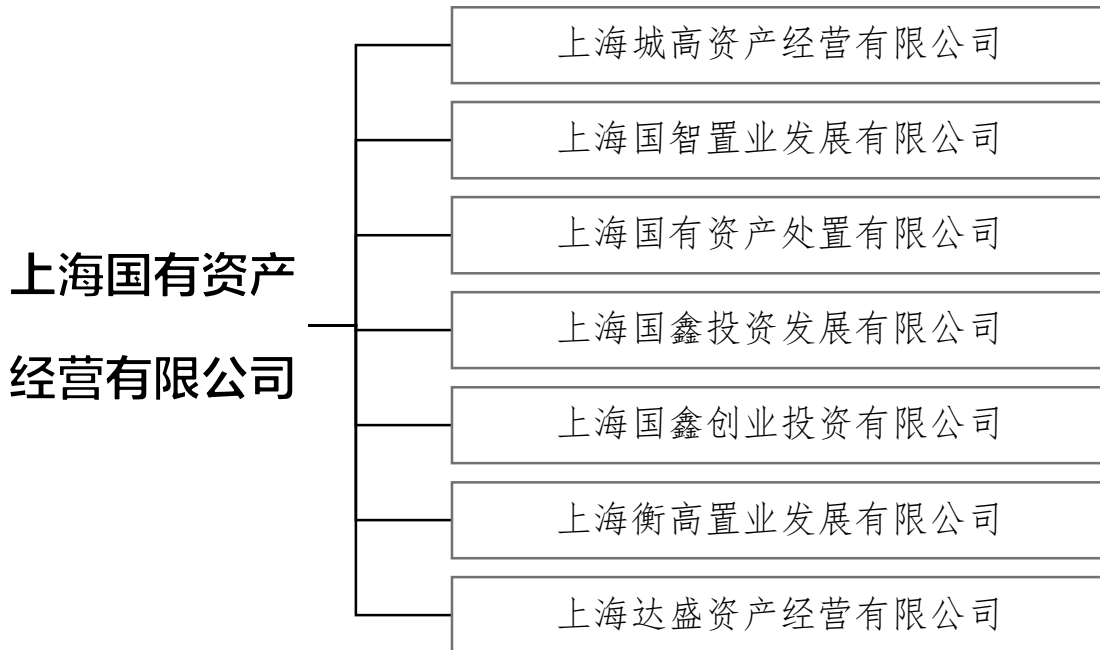 上海国有资产
经营有限公司
上海城高资产经营有限公司
上海国智置业发展有限公司
上海国有资产处置有限公司
上海国鑫投资发展有限公司
上海国鑫创业投资有限公司
上海衡高置业发展有限公司
上海达盛资产经营有限公司